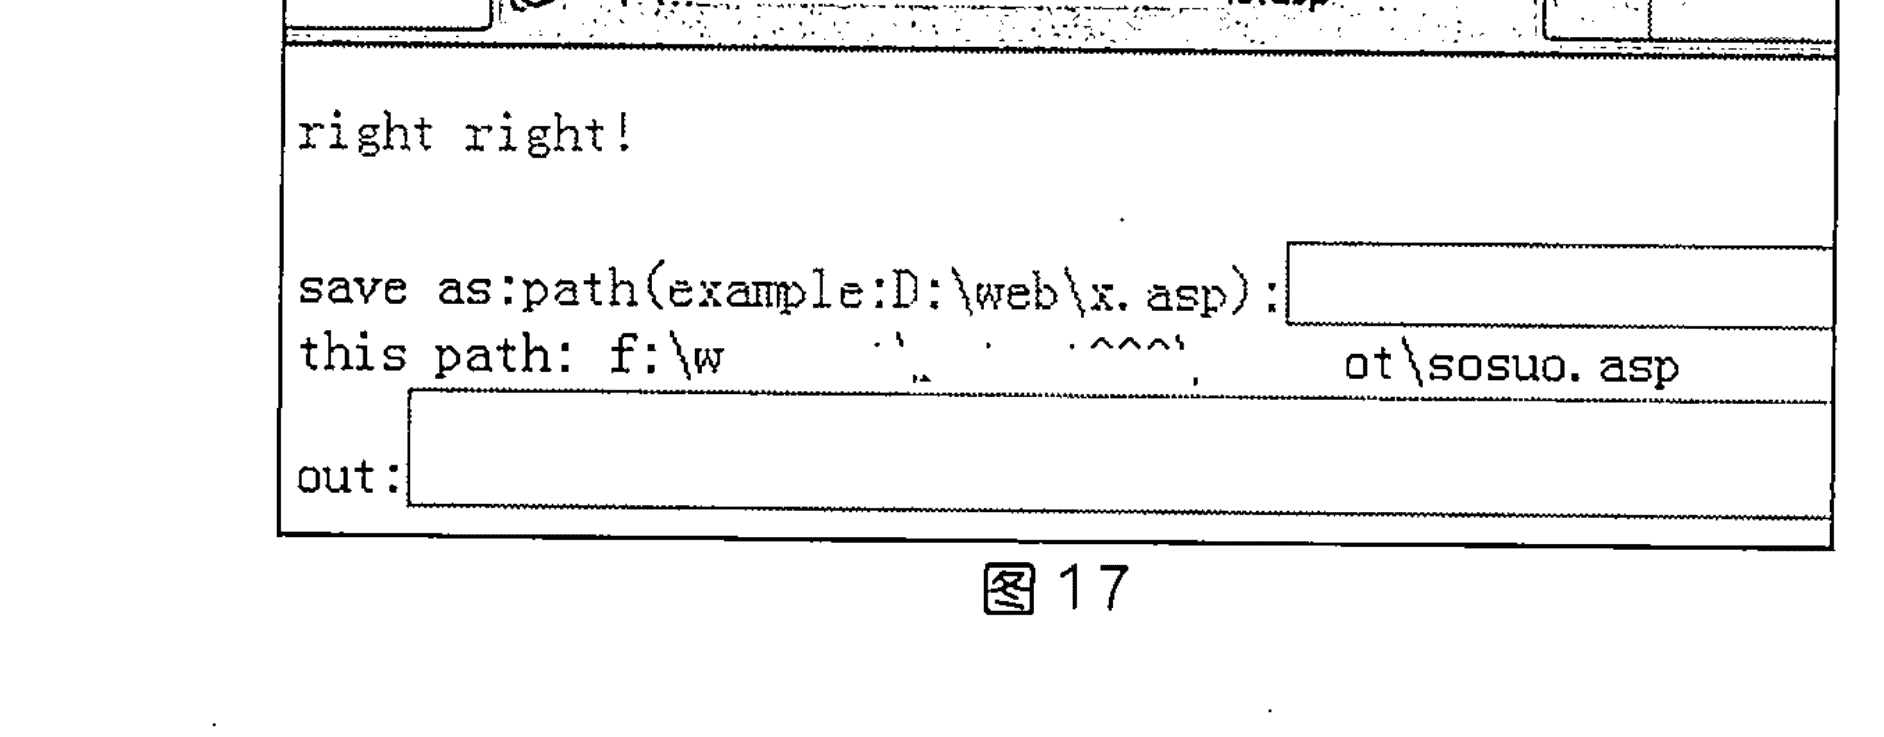 right right!
save as:path(example:D:\web\x.asp):
this path: f:\w ot\sosuo.asp
out:
图17